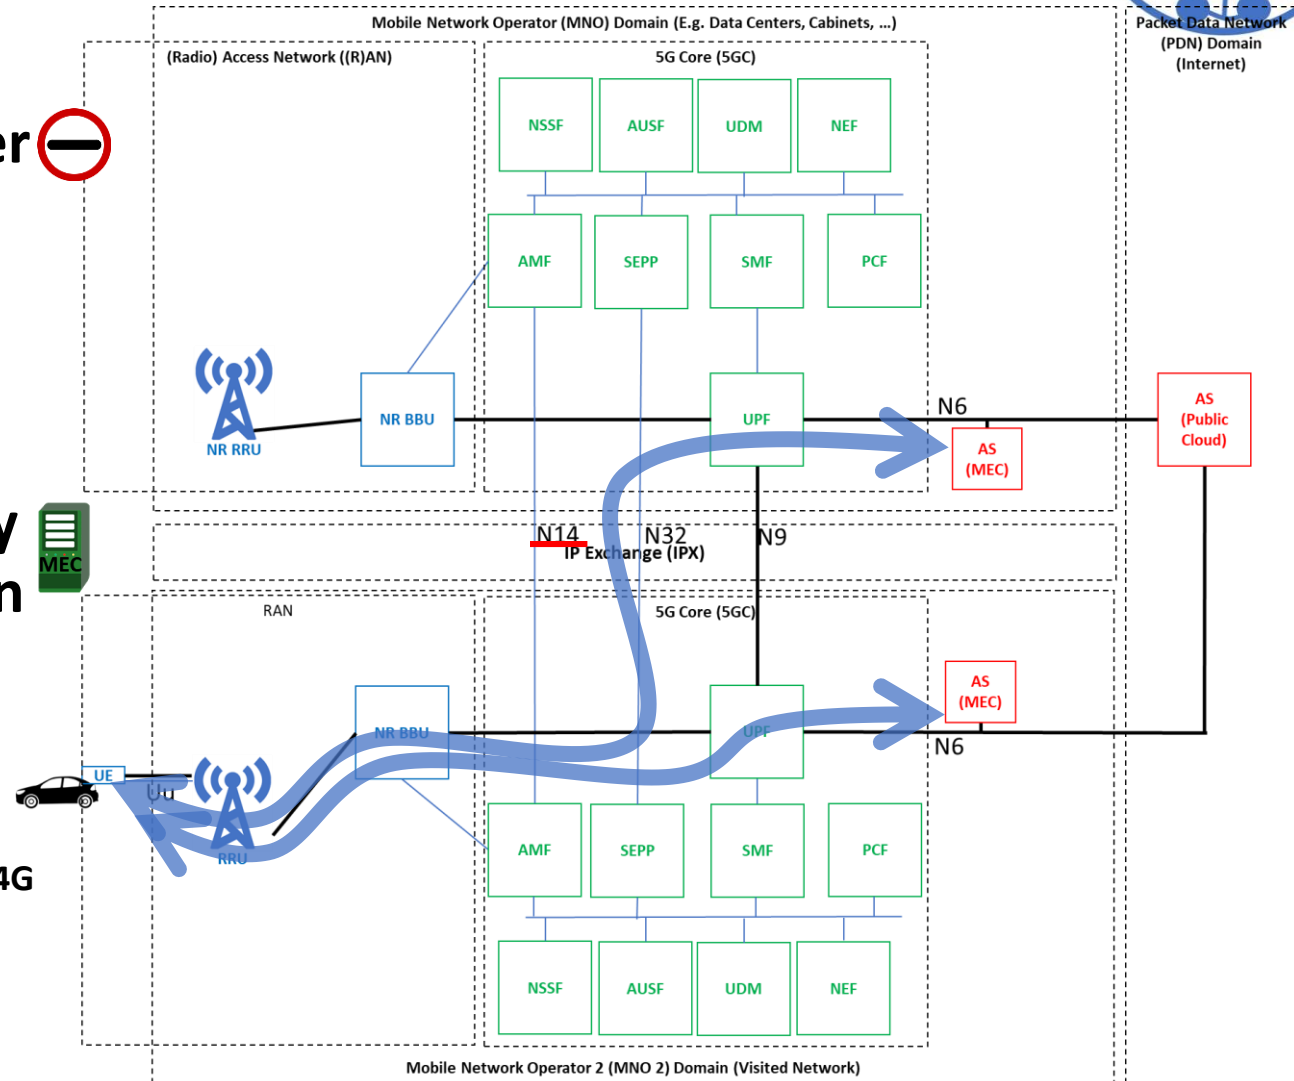 Mobile Network Operator (MNO) Domain (E.g. Data Centers, Cabinets, ...)
Packet Data Network
(PDN) Domain
(Internet)
(Radio) Access Network ((R)AN)
5G Core (5GC)
NSSF
AUSF
UDM
NEF
er
AMF
SEPP
SMF
PCF
NR RRU
NR BBU
UPF
N6
AS
(MEC)
AS
(Public
Cloud)
y
MEC
n
N14
N32
N9
IP Exchange (IPX)
RAN
5G Core (5GC)
AS
(MEC)
NR BBU
UPF
N6
UE
Uu
RRU
4G
AMF
SEPP
SMF
PCF
NSSF
AUSF
UDM
NEF
Mobile Network Operator 2 (MNO 2) Domain (Visited Network)